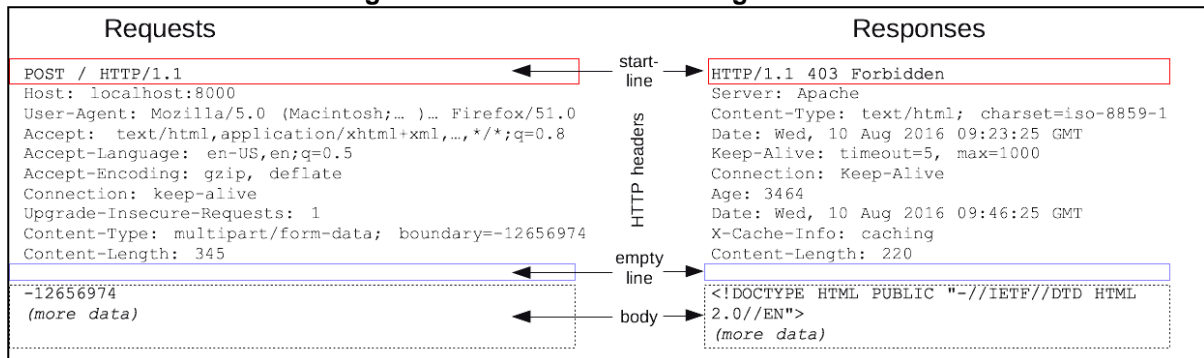 Requests
POST / HTTP/1.1
Host: localhost:8000
User-Agent: Mozilla/5.0 (Macintosh;… )… Firefox/51.0
Accept: text/html,application/xhtml+xml,…,*/*;q=0.8
Accept-Language: en-US,en;q=0.5
Accept-Encoding: gzip, deflate
Connection: keep-alive
Upgrade-Insecure-Requests: 1
Content-Type: multipart/form-data; boundary=-12656974
Content-Length: 345
-12656974
(more data)
start-
line
HTTP headers
empty
line
body
Responses
HTTP/1.1 403 Forbidden
Server: Apache
Content-Type: text/html; charset=iso-8859-1
Date: Wed, 10 Aug 2016 09:23:25 GMT
Keep-Alive: timeout=5, max=1000
Connection: Keep-Alive
Age: 3464
Date: Wed, 10 Aug 2016 09:46:25 GMT
X-Cache-Info: caching
Content-Length: 220
<!DOCTYPE HTML PUBLIC "-//IETF//DTD HTML
2.0//EN">
(more data)